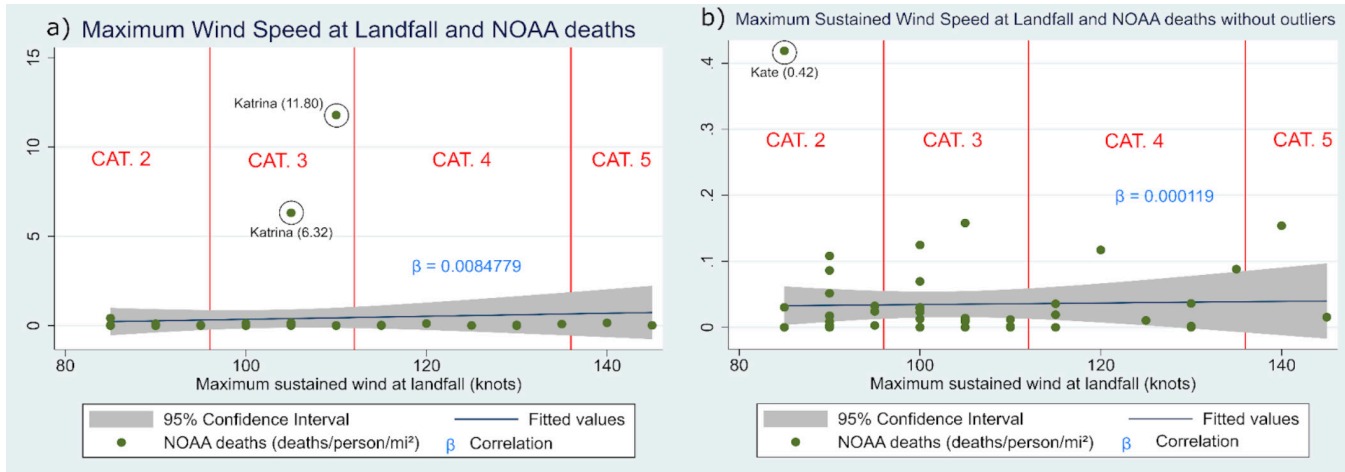 a) Maximum Wind Speed at Landfall and NOAA deaths
15
10
5
0
Katrina (11.80)
CAT. 2
CAT. 3
CAT. 4
CAT. 5
Katrina (6.32)
β = 0.0084779
80
100
120
140
Maximum sustained wind at landfall (knots)
95% Confidence Interval
Fitted values
NOAA deaths (deaths/person/mi²)
β Correlation
b) Maximum Sustained Wind Speed at Landfall and NOAA deaths without outliers
.4
.3
.2
.1
0
Kate (0.42)
CAT. 2
CAT. 3
CAT. 4
CAT. 5
β = 0.000119
80
100
120
140
Maximum sustained wind at landfall (knots)
95% Confidence Interval
Fitted values
NOAA deaths (deaths/person/mi²)
β Correlation